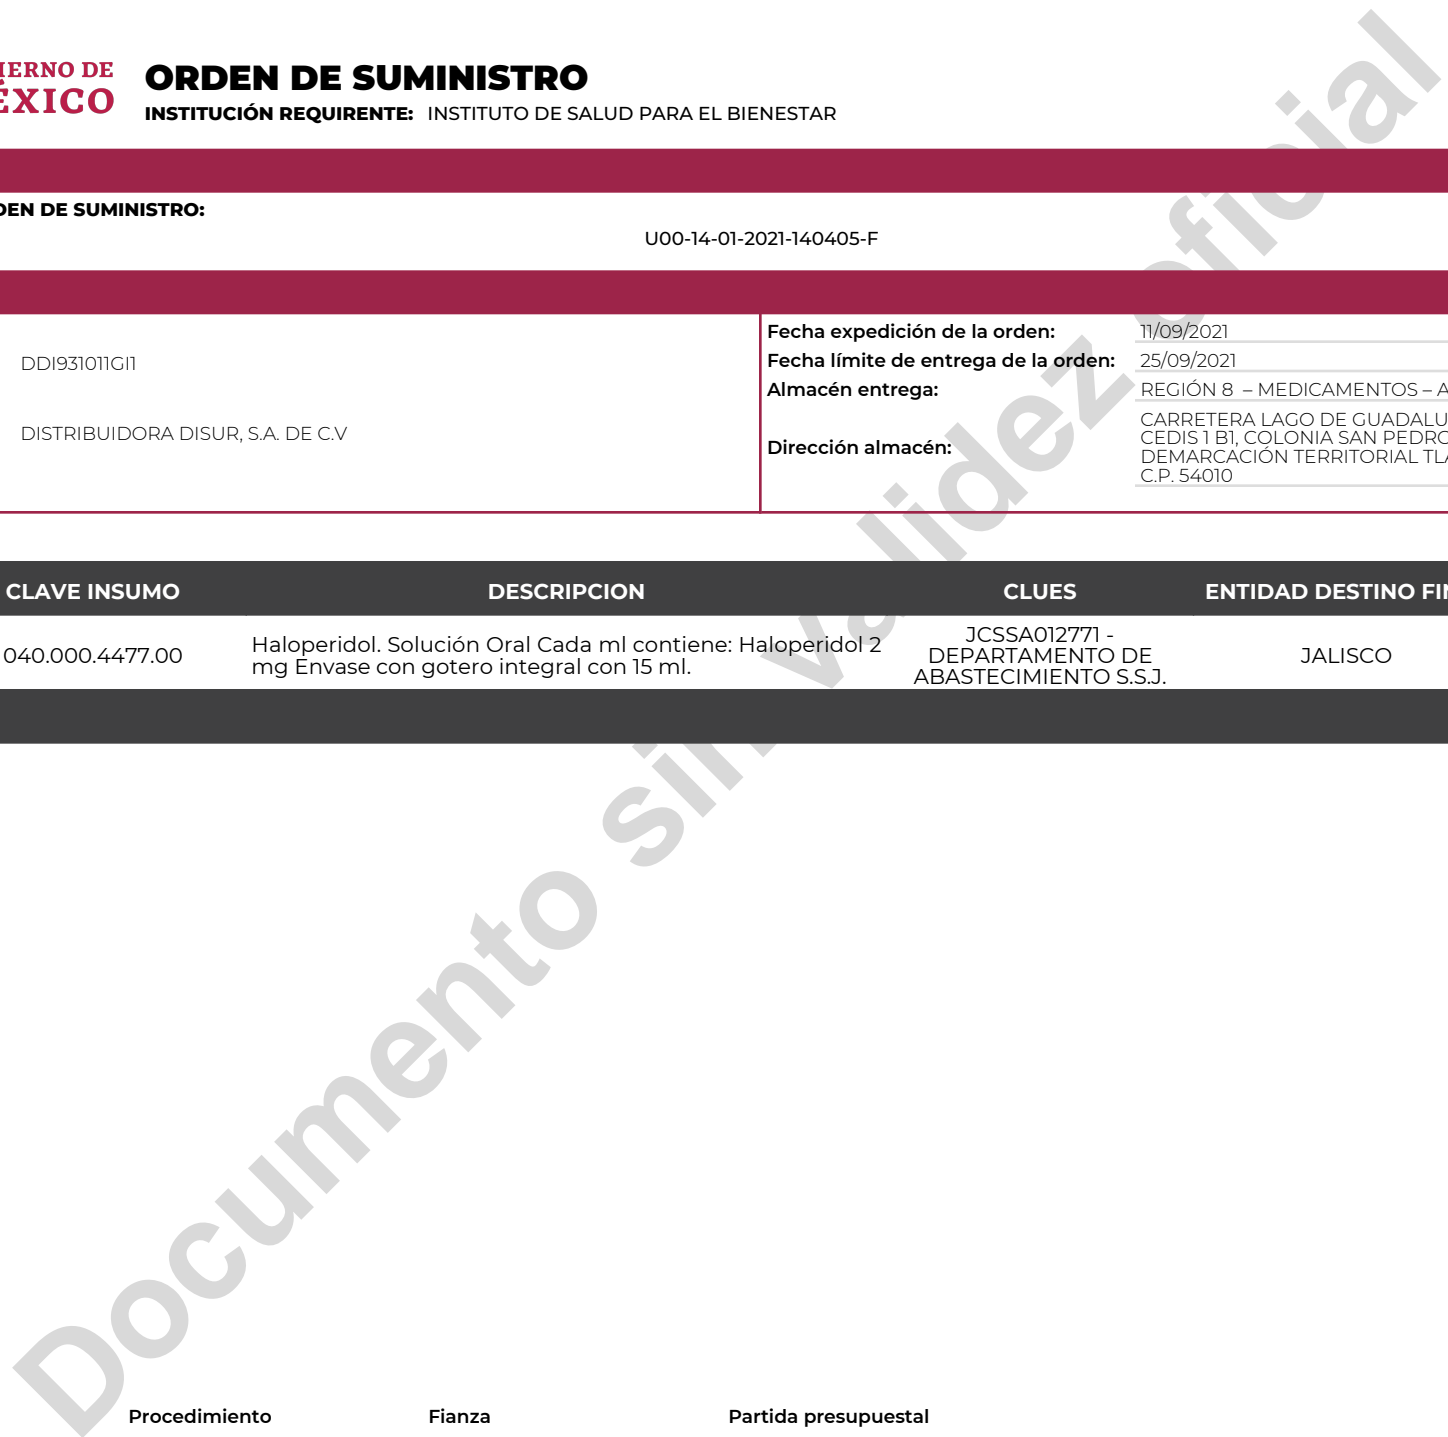 IERNO DE
ÉXICO
ORDEN DE SUMINISTRO
INSTITUCIÓN REQUIRENTE: INSTITUTO DE SALUD PARA EL BIENESTAR
DEN DE SUMINISTRO:
U00-14-01-2021-140405-F
DDI931011GI1
DISTRIBUIDORA DISUR, S.A. DE C.V
Fecha expedición de la orden: 11/09/2021
Fecha límite de entrega de la orden: 25/09/2021
Almacén entrega: REGIÓN 8 – MEDICAMENTOS – A
Dirección almacén:
CARRETERA LAGO DE GUADALU
CEDIS 1 B1, COLONIA SAN PEDRO
DEMARCACIÓN TERRITORIAL TLA
C.P. 54010
CLAVE INSUMO DESCRIPCION CLUES ENTIDAD DESTINO FIN
040.000.4477.00
Haloperidol. Solución Oral Cada ml contiene: Haloperidol 2
mg Envase con gotero integral con 15 ml.
JCSSA012771 -
DEPARTAMENTO DE
ABASTECIMIENTO S.S.J.
JALISCO
Documento sin validez oficial
Procedimiento Fianza Partida presupuestal